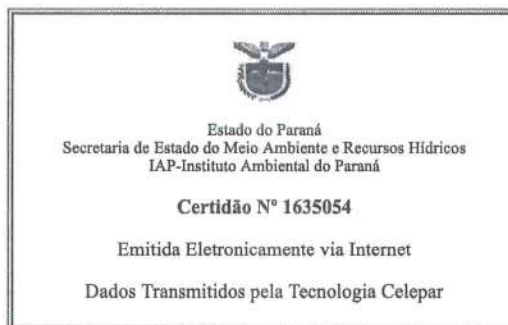 Estado do Paraná
Secretaria de Estado do Meio Ambiente e Recursos Hídricos
IAP-Instituto Ambiental do Paraná
Certidão Nº 1635054
Emitida Eletronicamente via Internet
Dados Transmitidos pela Tecnologia Celepar